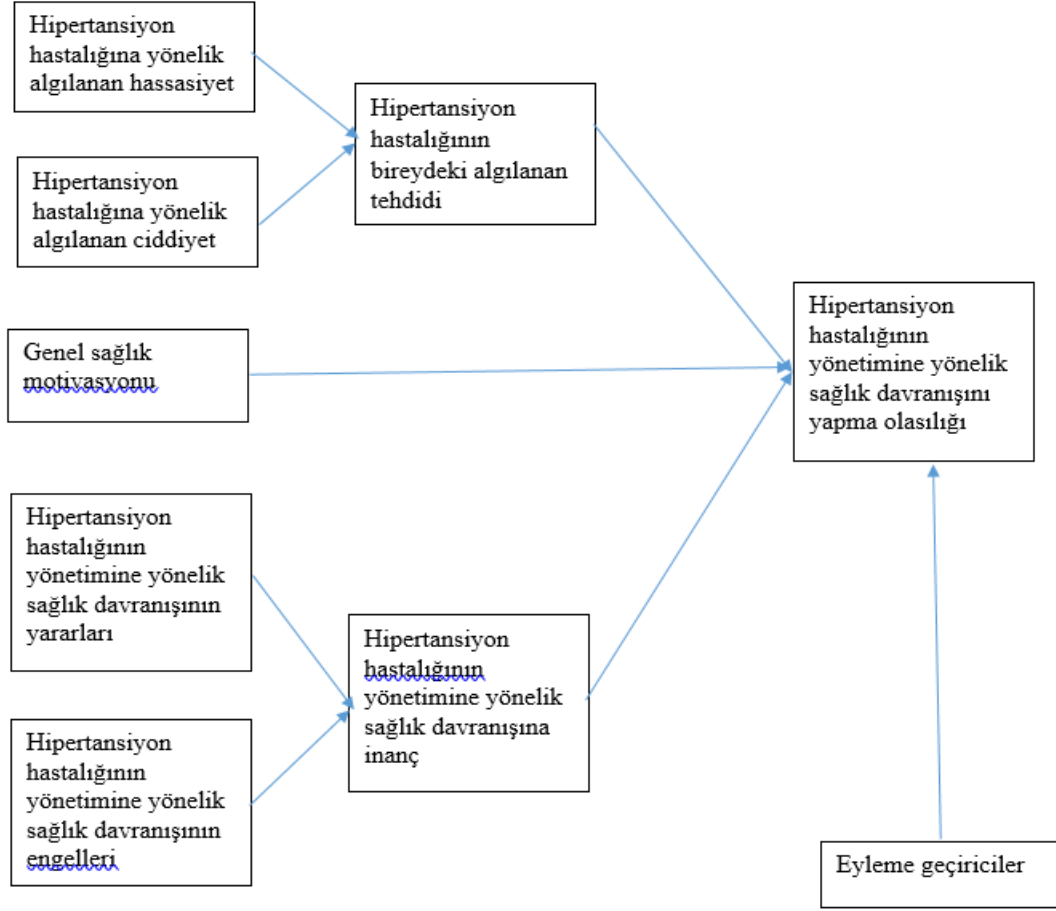 Hipertansiyon
hastalığına yönelik
algılanan hassasiyet
Hipertansiyon
hastalığının
bireydeki algılanan
tehdidi
Hipertansiyon
hastalığına yönelik
algılanan ciddiyet
Hipertansiyon
hastalığının
yönetimine yönelik
sağlık davranışını
yapma olasılığı
Genel sağlık
motivasyonu
Hipertansiyon
hastalığının
yönetimine yönelik
sağlık davranışının
yararları
Hipertansiyon
hastalığının
yönetimine yönelik
sağlık davranışına
inanç
Hipertansiyon
hastalığının
yönetimine yönelik
sağlık davranışının
engelleri
Eyleme geçiriciler